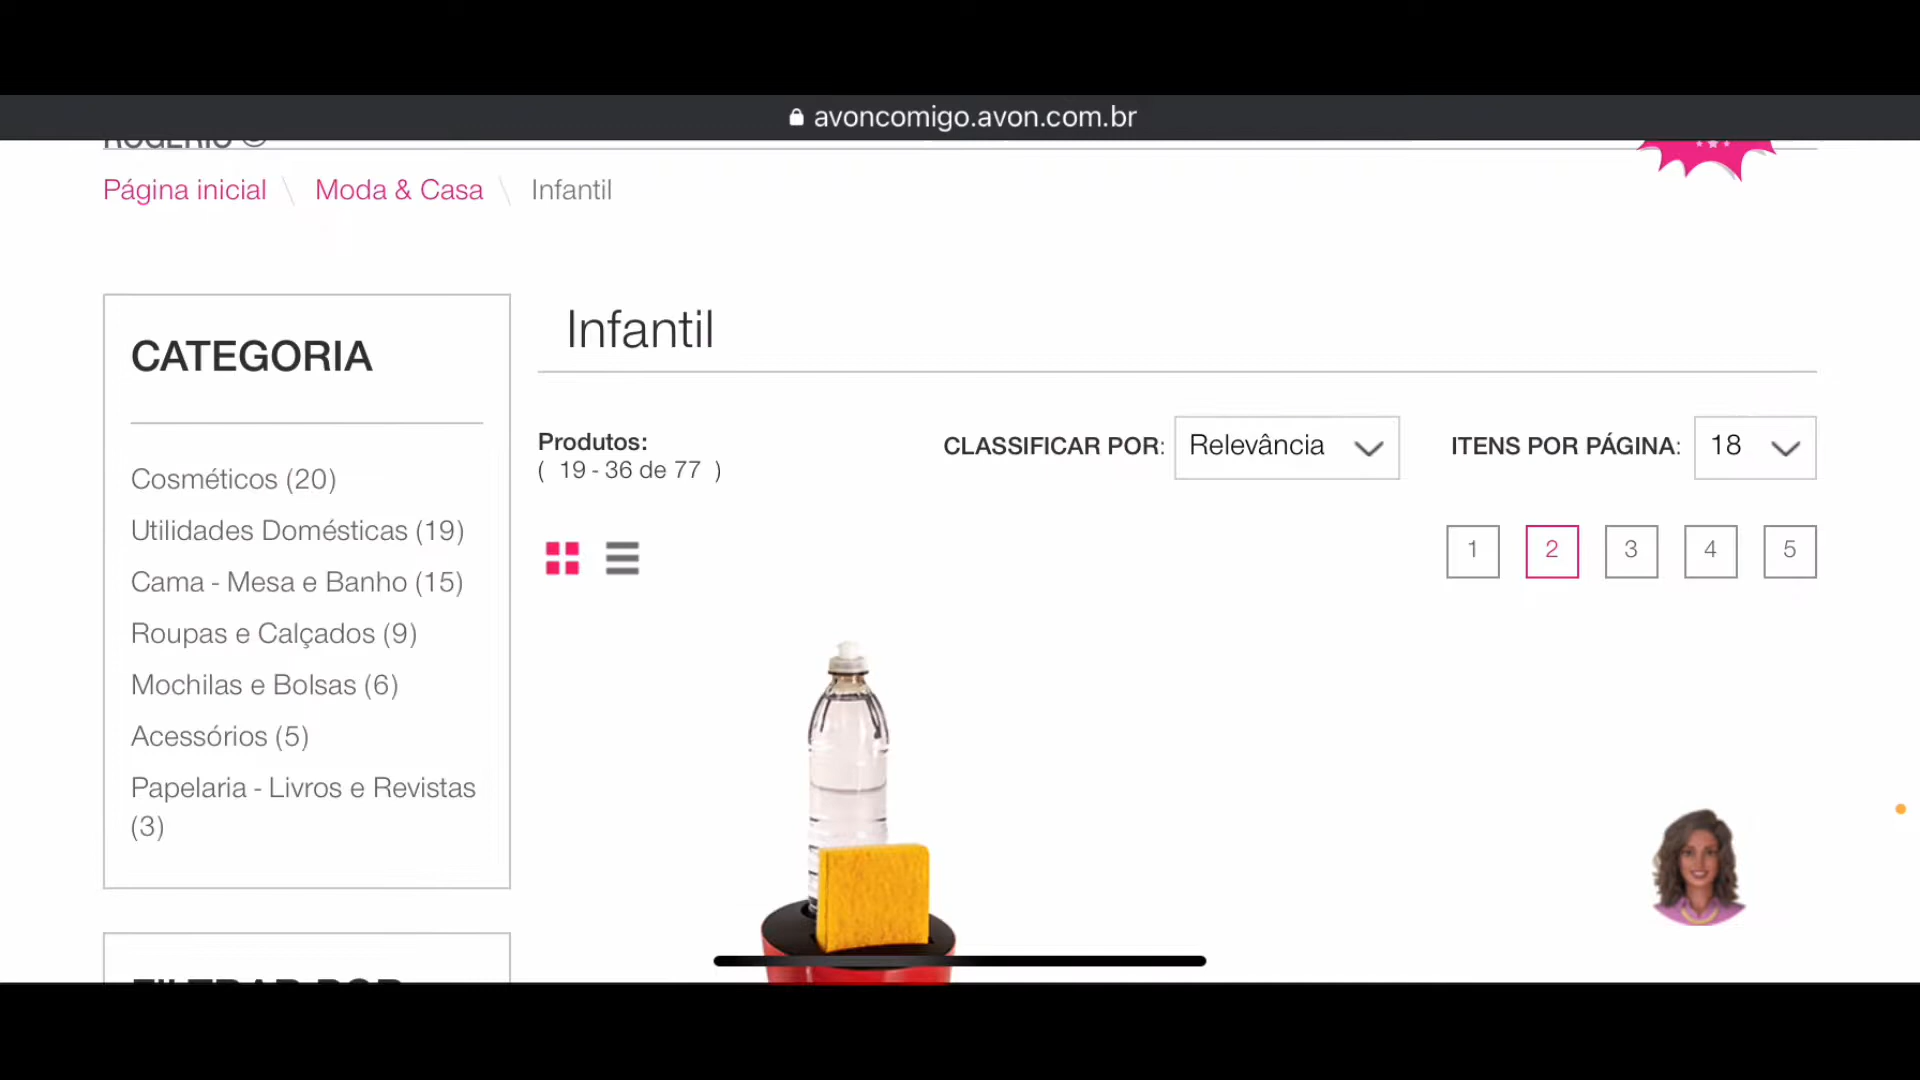 avoncomigo.avon.com.br
Página inicial \ Moda & Casa \ Infantil
CATEGORIA
Cosméticos (20)
Utilidades Domésticas (19)
Cama - Mesa e Banho (15)
Roupas e Calçados (9)
Mochilas e Bolsas (6)
Acessórios (5)
Papelaria - Livros e Revistas
(3)
Infantil
Produtos:
( 19 - 36 de 77 )
CLASSIFICAR POR: Relevância
ITENS POR PÁGINA: 18
1 2 3 4 5